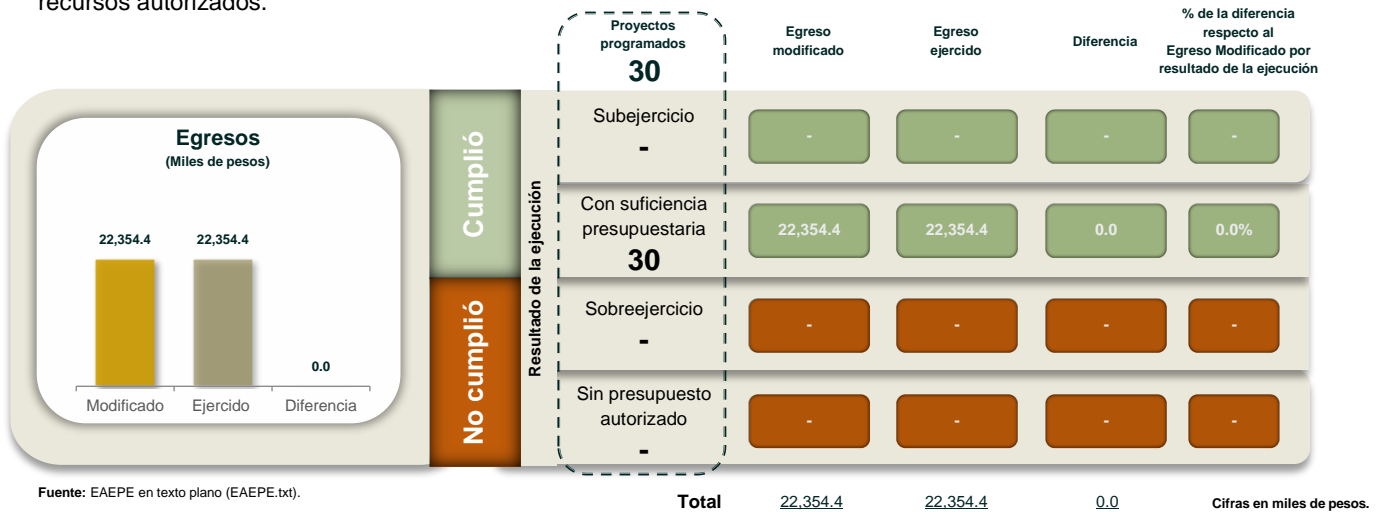 recursos autorizados.
Proyectos
programados
30
Egreso
modificado
Egreso
ejercido
Diferencia
% de la diferencia
respecto al
Egreso Modificado por
resultado de la ejecución
Egresos
(Miles de pesos)
22,354.4
22,354.4
0.0
Modificado
Ejercido
Diferencia
Cumplió
No cumplió
Resultado de la ejecución
Subejercicio
-
-
-
-
-
Con suficiencia
presupuestaria
30
22,354.4
22,354.4
0.0
0.0%
Sobreejercicio
-
-
-
-
-
Sin presupuesto
autorizado
-
-
-
-
-
Fuente: EAEPE en texto plano (EAEPE.txt).
Total
22,354.4
22,354.4
0.0
Cifras en miles de pesos.